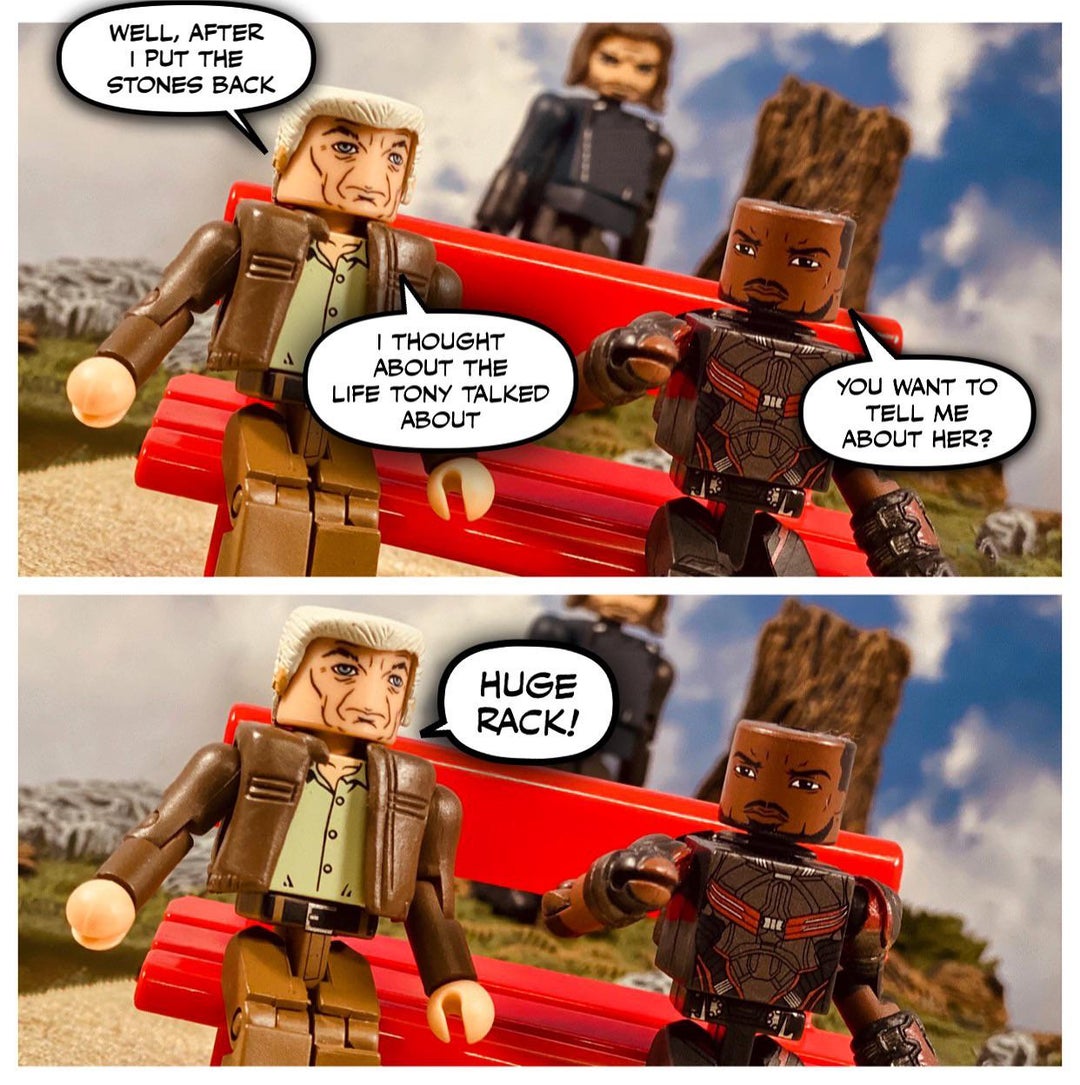 WELL, AFTER
I PUT THE
STONES BACK
I THOUGHT
ABOUT THE
LIFE TONY TALKED
ABOUT
YOU WANT TO
TELL ME
ABOUT HER?
HUGE
RACK!